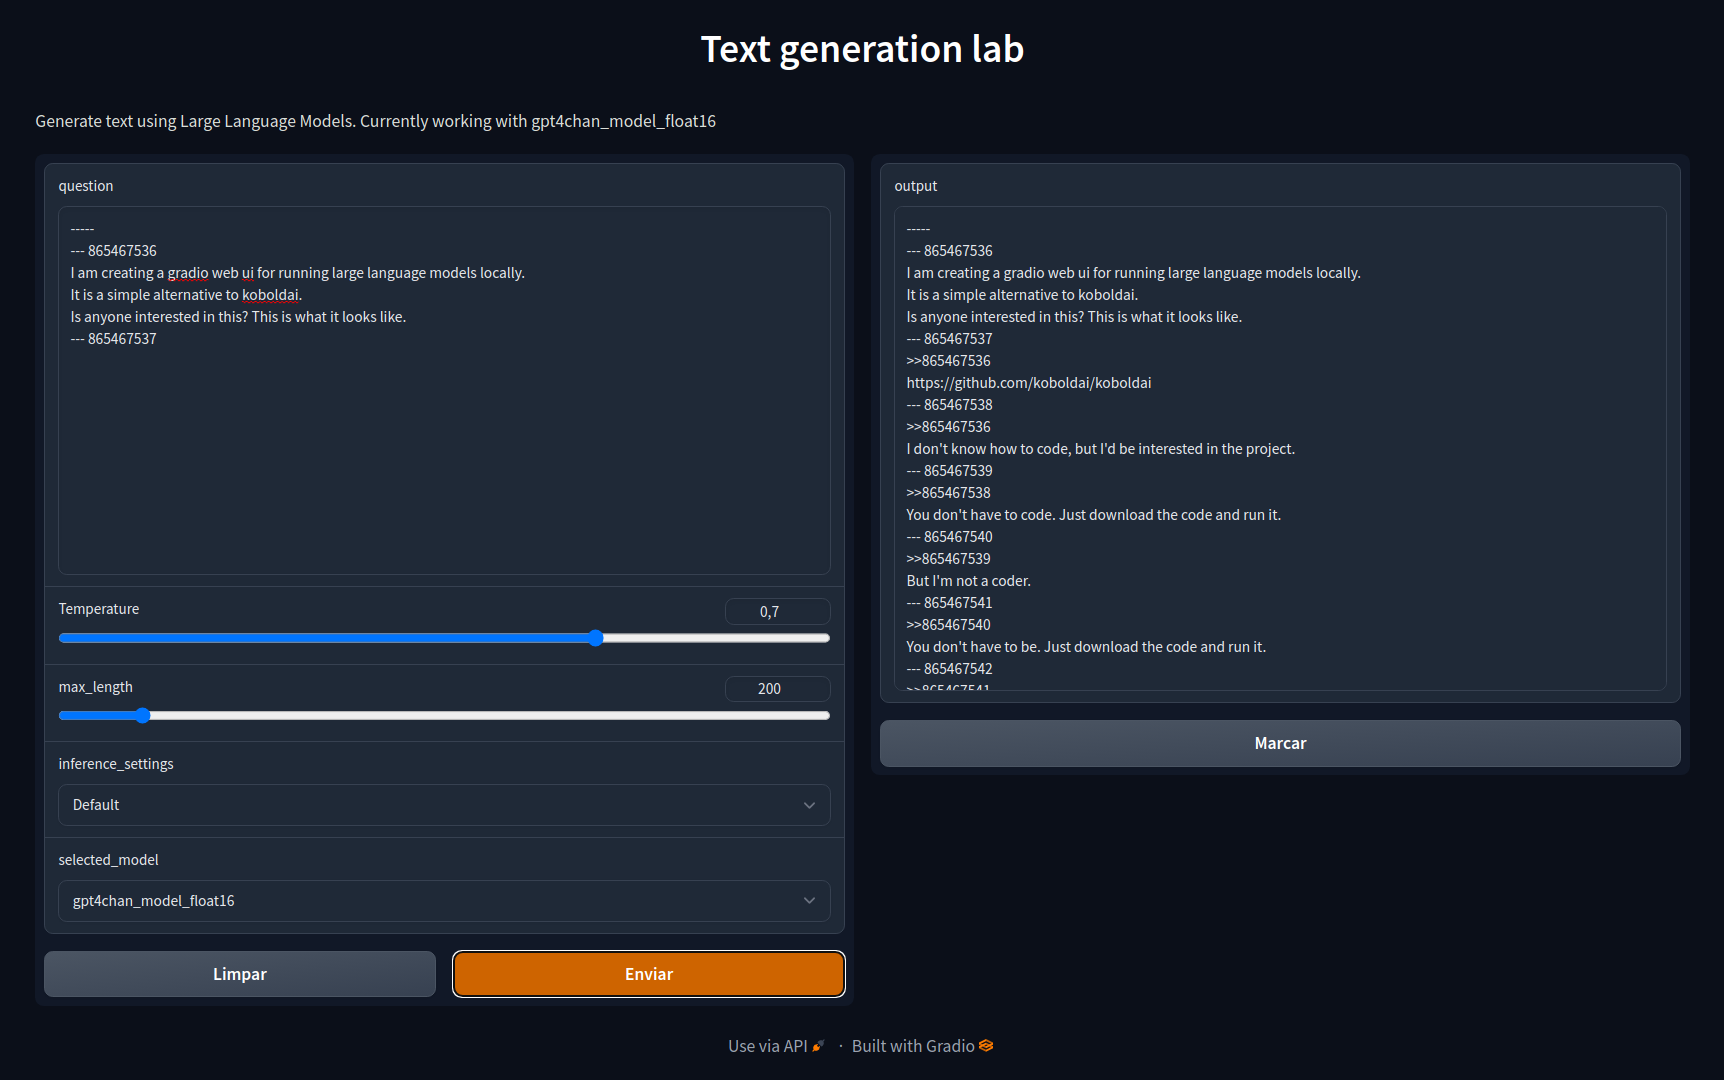 Text generation lab
Generate text using Large Language Models. Currently working with gpt4chan_model_float16
question
-----
--- 865467536
I am creating a gradio web ui for running large language models locally.
It is a simple alternative to koboldai.
Is anyone interested in this? This is what it looks like.
--- 865467537
Temperature
0,7
max_length
200
inference_settings
Default
selected_model
gpt4chan_model_float16
Limpar
Enviar
output
-----
--- 865467536
I am creating a gradio web ui for running large language models locally.
It is a simple alternative to koboldai.
Is anyone interested in this? This is what it looks like.
--- 865467537
>>865467536
https://github.com/koboldai/koboldai
--- 865467538
>>865467536
I don't know how to code, but I'd be interested in the project.
--- 865467539
>>865467538
You don't have to code. Just download the code and run it.
--- 865467540
>>865467539
But I'm not a coder.
--- 865467541
>>865467540
You don't have to be. Just download the code and run it.
--- 865467542
>>865467541
Marcar
Use via API
·
Built with Gradio